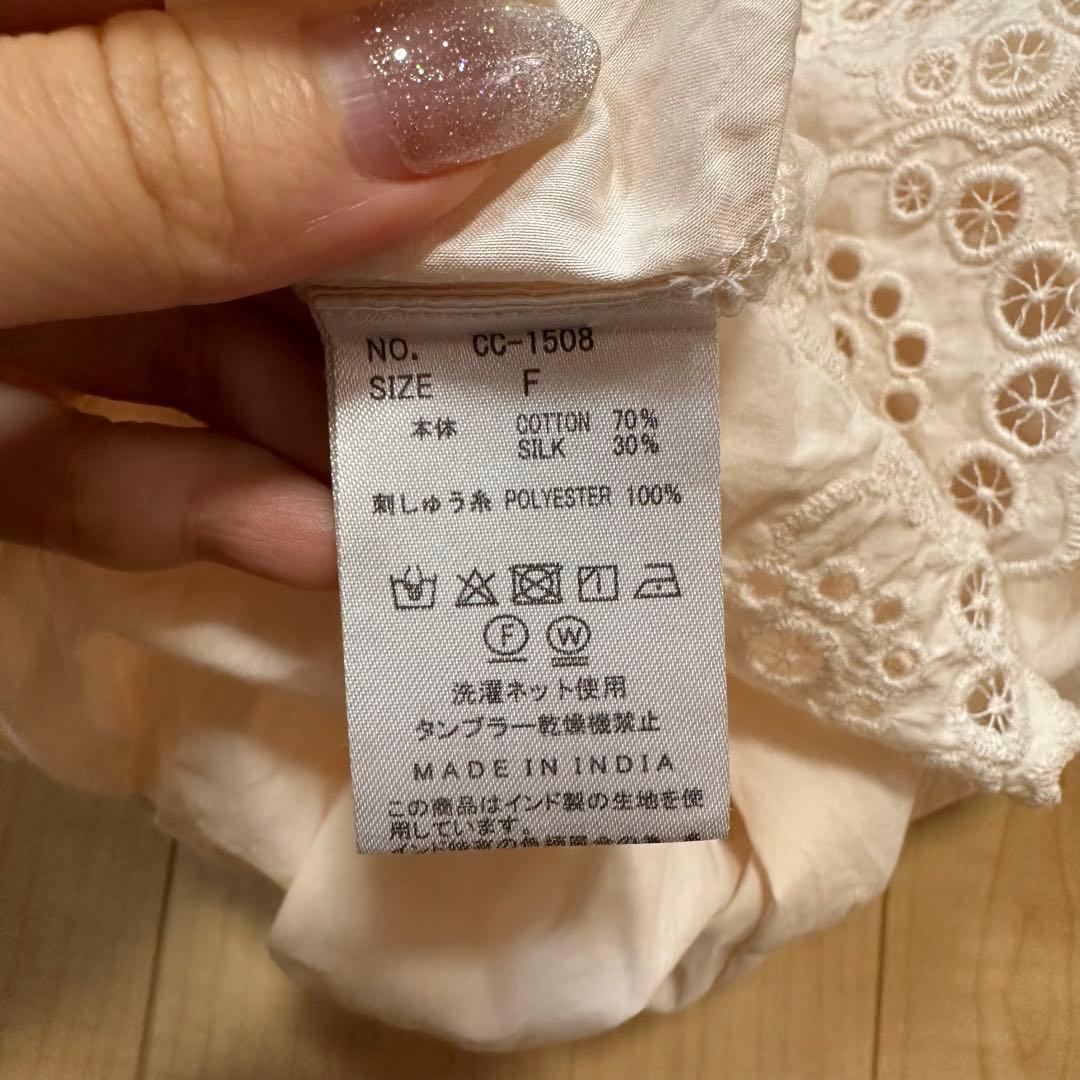 NO. CC-1508
SIZE F
本体 COTTON 70%
SILK 30%
刺しゅう糸 POLYESTER 100%
F W
洗濯ネット使用
タンブラー乾燥機禁止
MADE IN INDIA
この商品はインド製の生地を使
用しています。